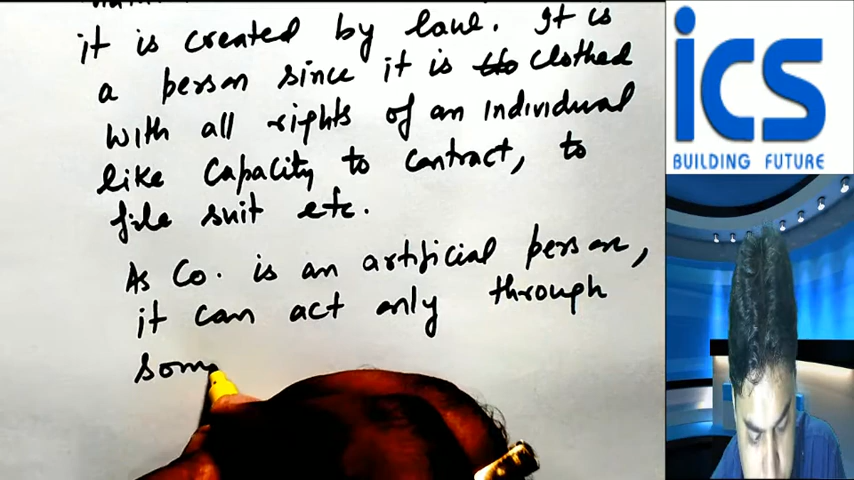 it is created by law. It is
a person since it is clothed
with all rights of an individual
like Capacity to contract, to
file suit etc.
As Co. is an artificial person,
it can act only through
som
ics
BUILDING FUTURE